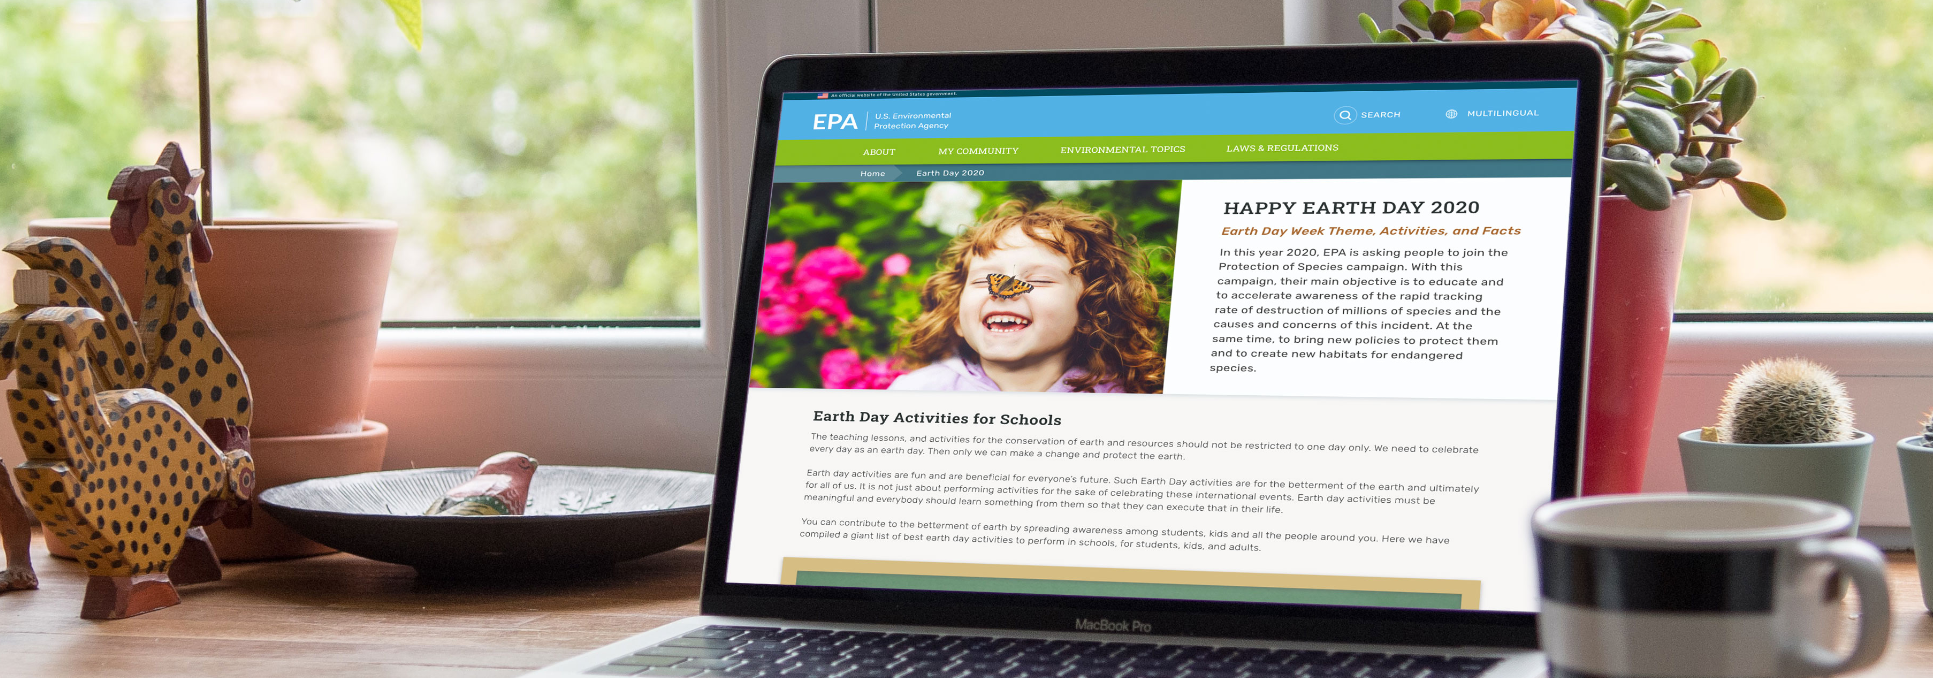 An official website of the United States government.
EPA
U.S. Environmental
Protection Agency
SEARCH
MULTILINGUAL
ABOUT
MY COMMUNITY
ENVIRONMENTAL TOPICS
LAWS & REGULATIONS
Home
Earth Day 2020
HAPPY EARTH DAY 2020
Earth Day Week Theme, Activities, and Facts
In this year 2020, EPA is asking people to join the
Protection of Species campaign. With this
campaign, their main objective is to educate and
to accelerate awareness of the rapid tracking
rate of destruction of millions of species and the
causes and concerns of this incident. At the
same time, to bring new policies to protect them
and to create new habitats for endangered
species.
Earth Day Activities for Schools
The teaching lessons, and activities for the conservation of earth and resources should not be restricted to one day only. We need to celebrate
every day as an earth day. Then only we can make a change and protect the earth.
Earth day activities are fun and are beneficial for everyone's future. Such Earth Day activities are for the betterment of the earth and ultimately
for all of us. It is not just about performing activities for the sake of celebrating these international events. Earth day activities must be
meaningful and everybody should learn something from them so that they can execute that in their life.
You can contribute to the betterment of earth by spreading awareness among students, kids and all the people around you. Here we have
compiled a giant list of best earth day activities to perform in schools, for students, kids, and adults.
MacBook Pro